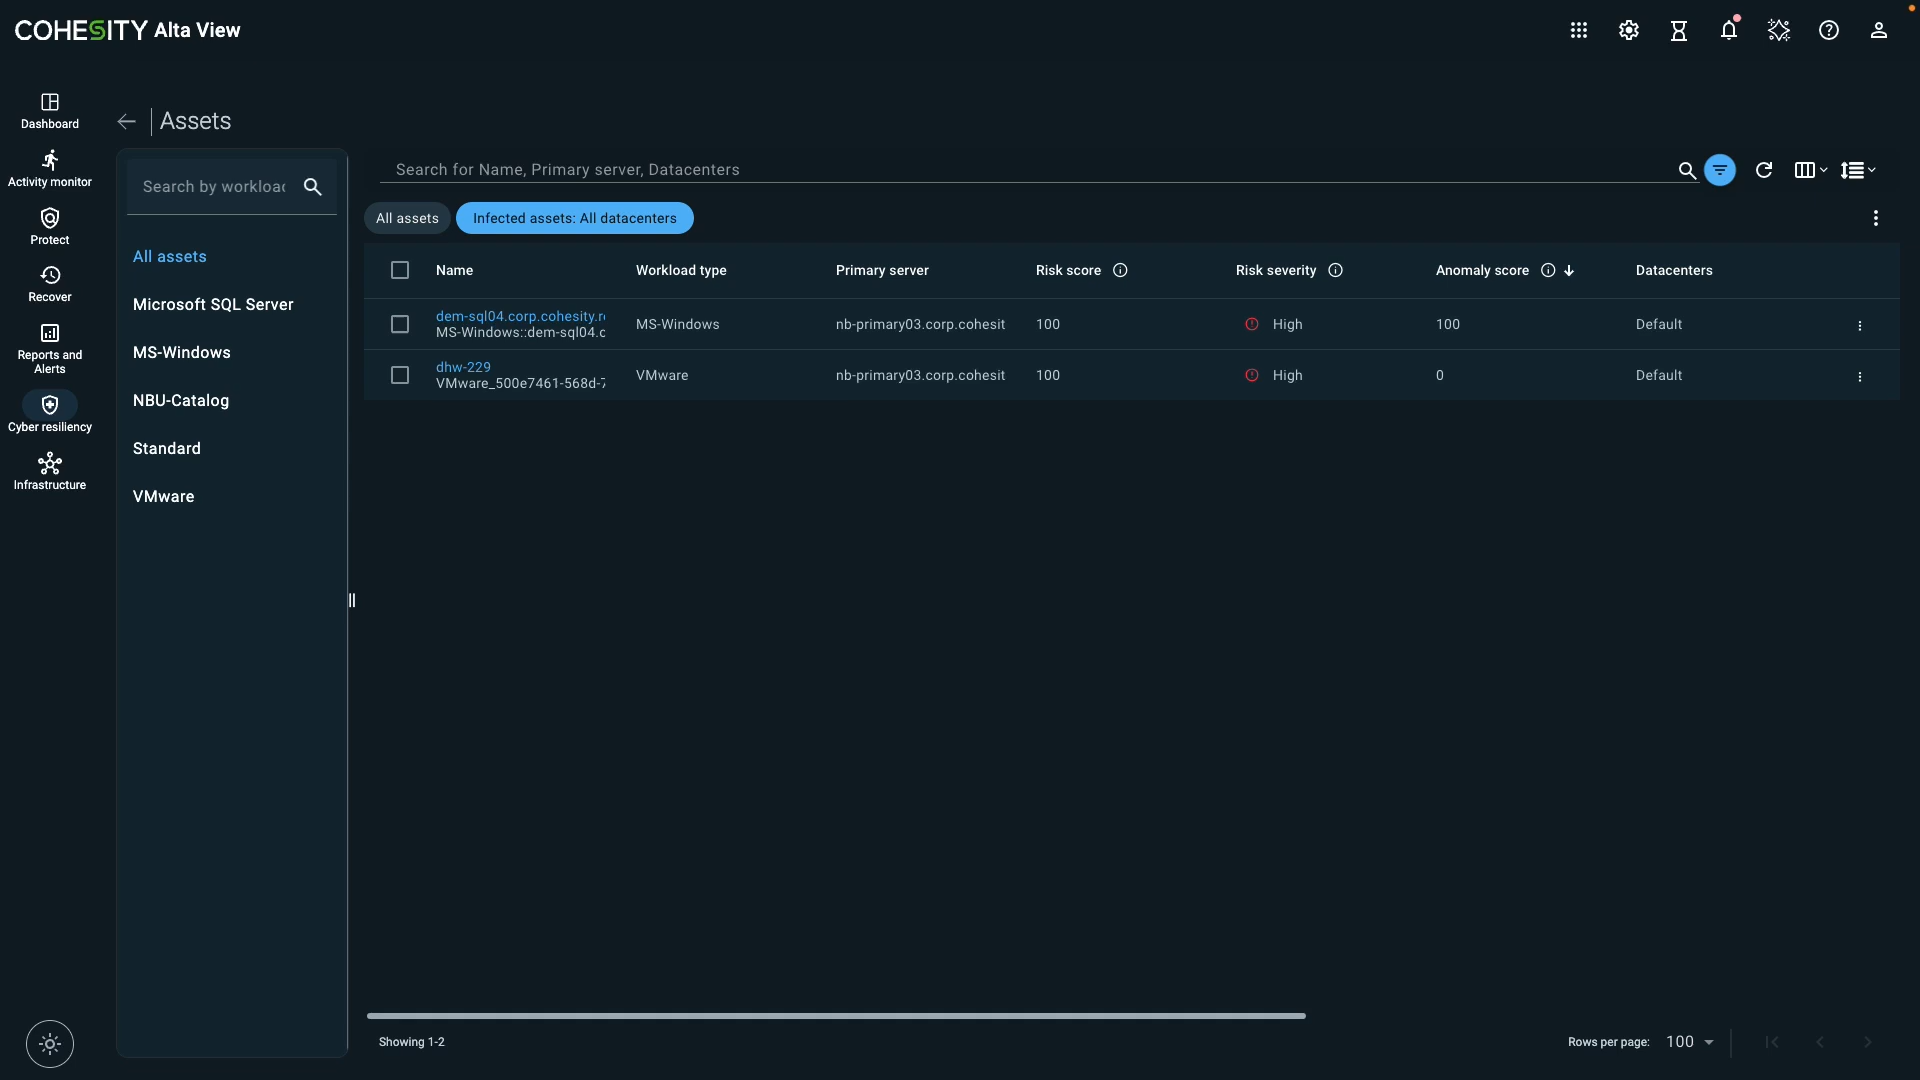 COHESITY Alta View
Dashboard
Activity monitor
Protect
Recover
Reports and
Alerts
Cyber resiliency
Infrastructure
Assets
Search by workload
All assets
Microsoft SQL Server
MS-Windows
NBU-Catalog
Standard
VMware
Search for Name, Primary server, Datacenters
All assets
Infected assets: All datacenters
Name Workload type Primary server Risk score Risk severity Anomaly score Datacenters
dem-sql04.corp.cohesity.r
MS-Windows::dem-sql04.c
MS-Windows nb-primary03.corp.cohesit 100 High 100 Default
dhw-229
VMware_500e7461-568d-7
VMware nb-primary03.corp.cohesit 100 High 0 Default
Showing 1-2
Rows per page: 100